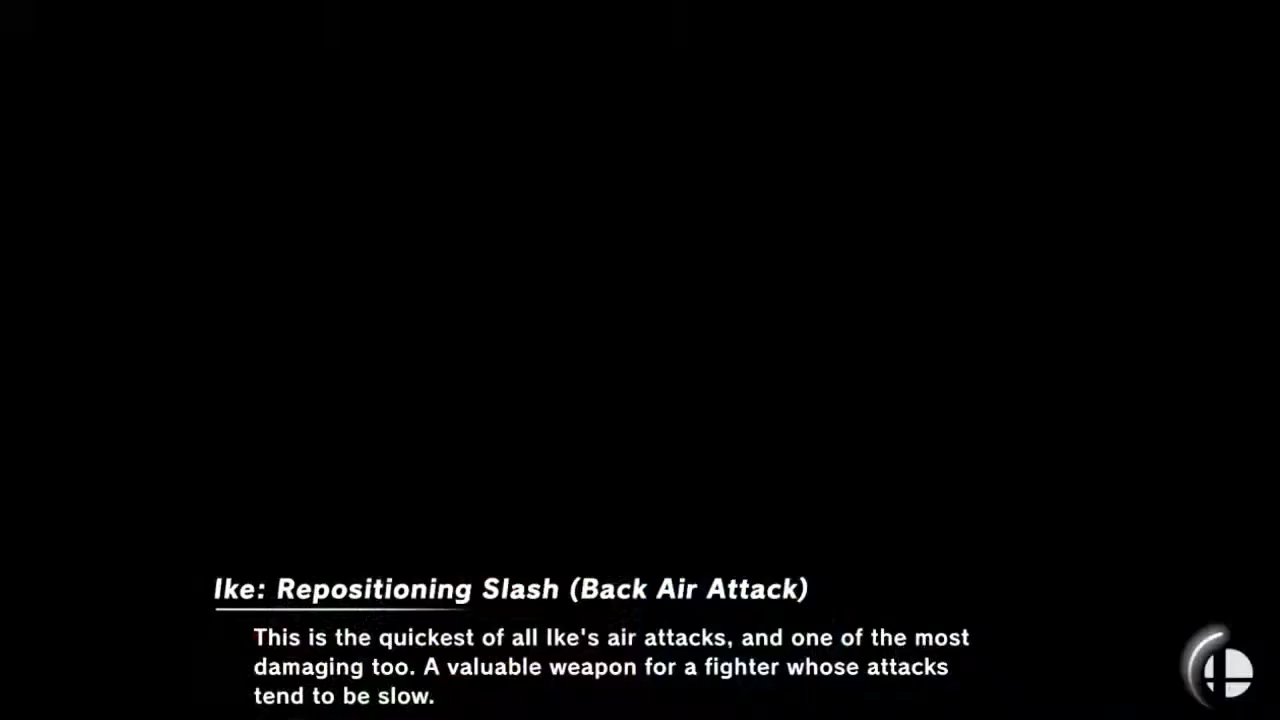 Ike: Repositioning Slash (Back Air Attack)
This is the quickest of all Ike's air attacks, and one of the most
damaging too. A valuable weapon for a fighter whose attacks
tend to be slow.